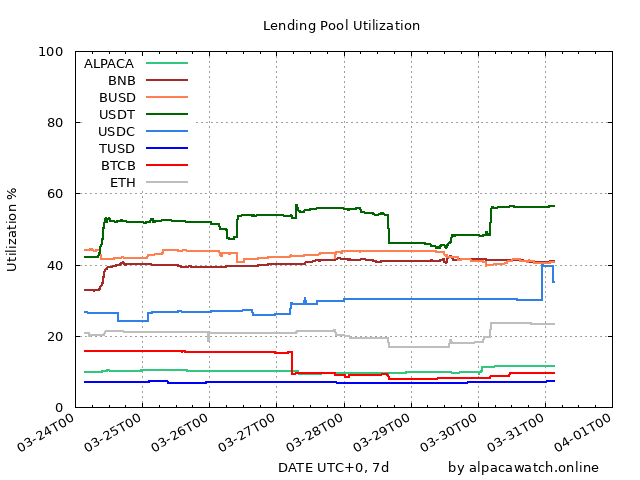 Lending Pool Utilization
Utilization %
100
80
60
40
20
0
ALPACA
BNB
BUSD
USDT
USDC
TUSD
BTCB
ETH
03-24T00
03-25T00
03-26T00
03-27T00
03-28T00
03-29T00
03-30T00
03-31T00
04-01T00
DATE UTC+0, 7d
by alpacawatch.online